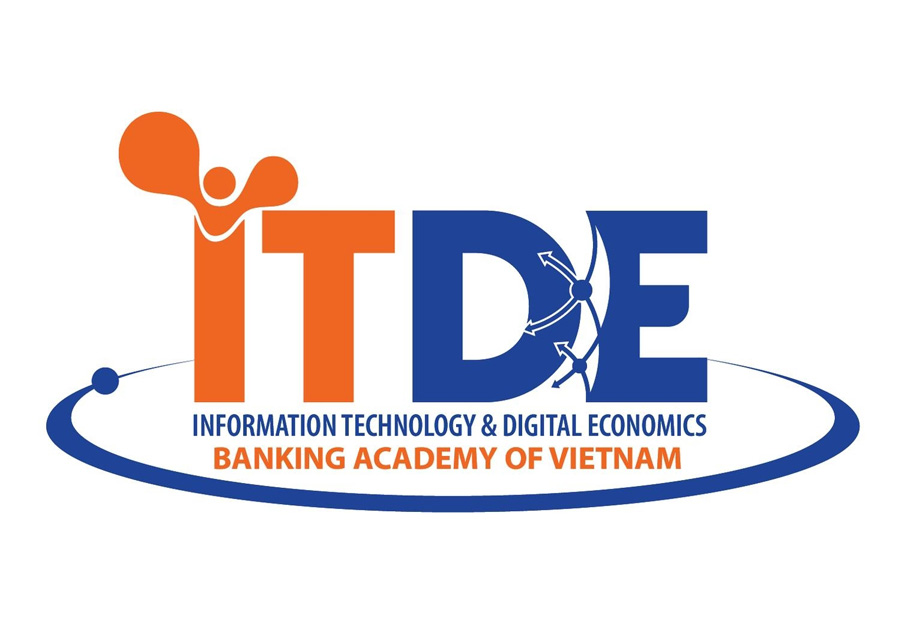 ITDE
INFORMATION TECHNOLOGY & DIGITAL ECONOMICS
BANKING ACADEMY OF VIETNAM